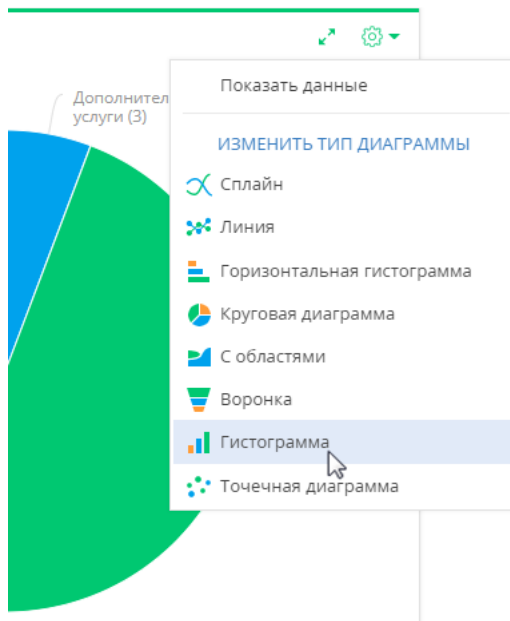 Показать данные
Дополнител
услуги (3)
ИЗМЕНИТЬ ТИП ДИАГРАММЫ
Сплайн
Линия
Горизонтальная гистограмма
Круговая диаграмма
С областями
Воронка
Гистограмма
Точечная диаграмма